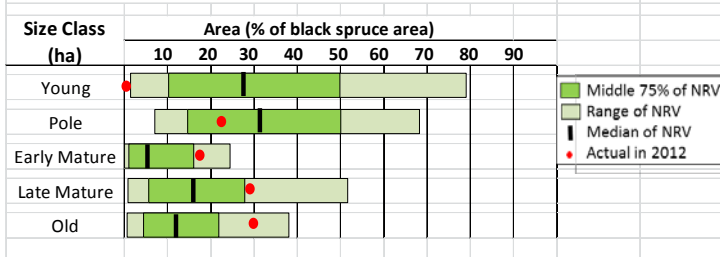 Size Class
(ha)
Area (% of black spruce area)
10 20 30 40 50 60 70 80 90
Young
Pole
Early Mature
Late Mature
Old
Middle 75% of NRV
Range of NRV
Median of NRV
Actual in 2012